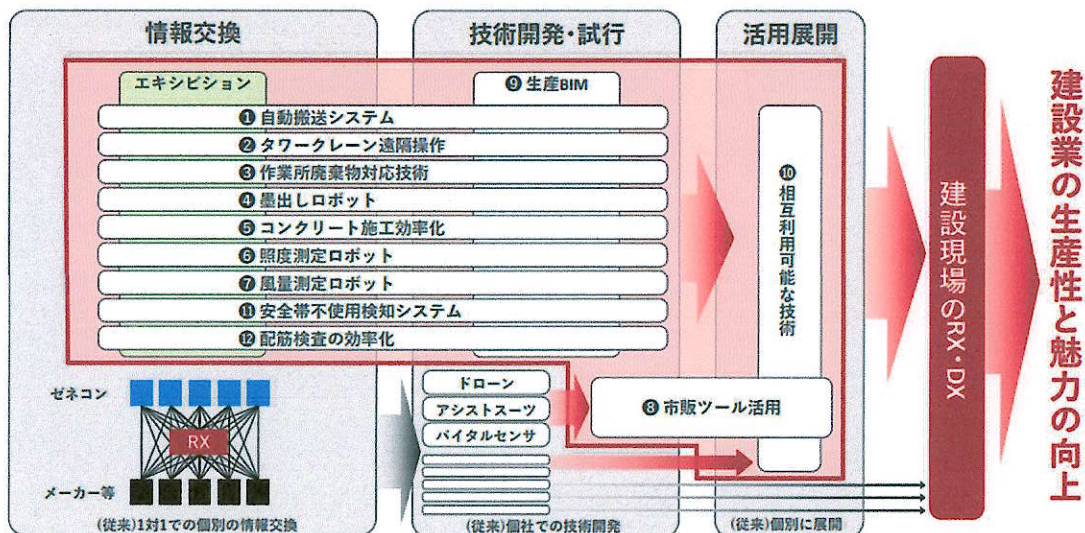 情報交換
技術開発・試行
活用展開
エキシビション
❾ 生産BIM
❶ 自動搬送システム
❷ タワークレーン遠隔操作
❸ 作業所廃棄物対応技術
❹ 墨出しロボット
❺ コンクリート施工効率化
❻ 照度測定ロボット
❼ 風量測定ロボット
⓫ 安全帯不使用検知システム
⓬ 配筋検査の効率化
❿ 相互利用可能な技術
ゼネコン
RX
メーカー等
ドローン
アシストスーツ
バイタルセンサ
❽ 市販ツール活用
(従来)1対1での個別の情報交換
(従来)個社での技術開発
(従来)個別に展開
建設現場のRX・DX
建設業の生産性と魅力の向上